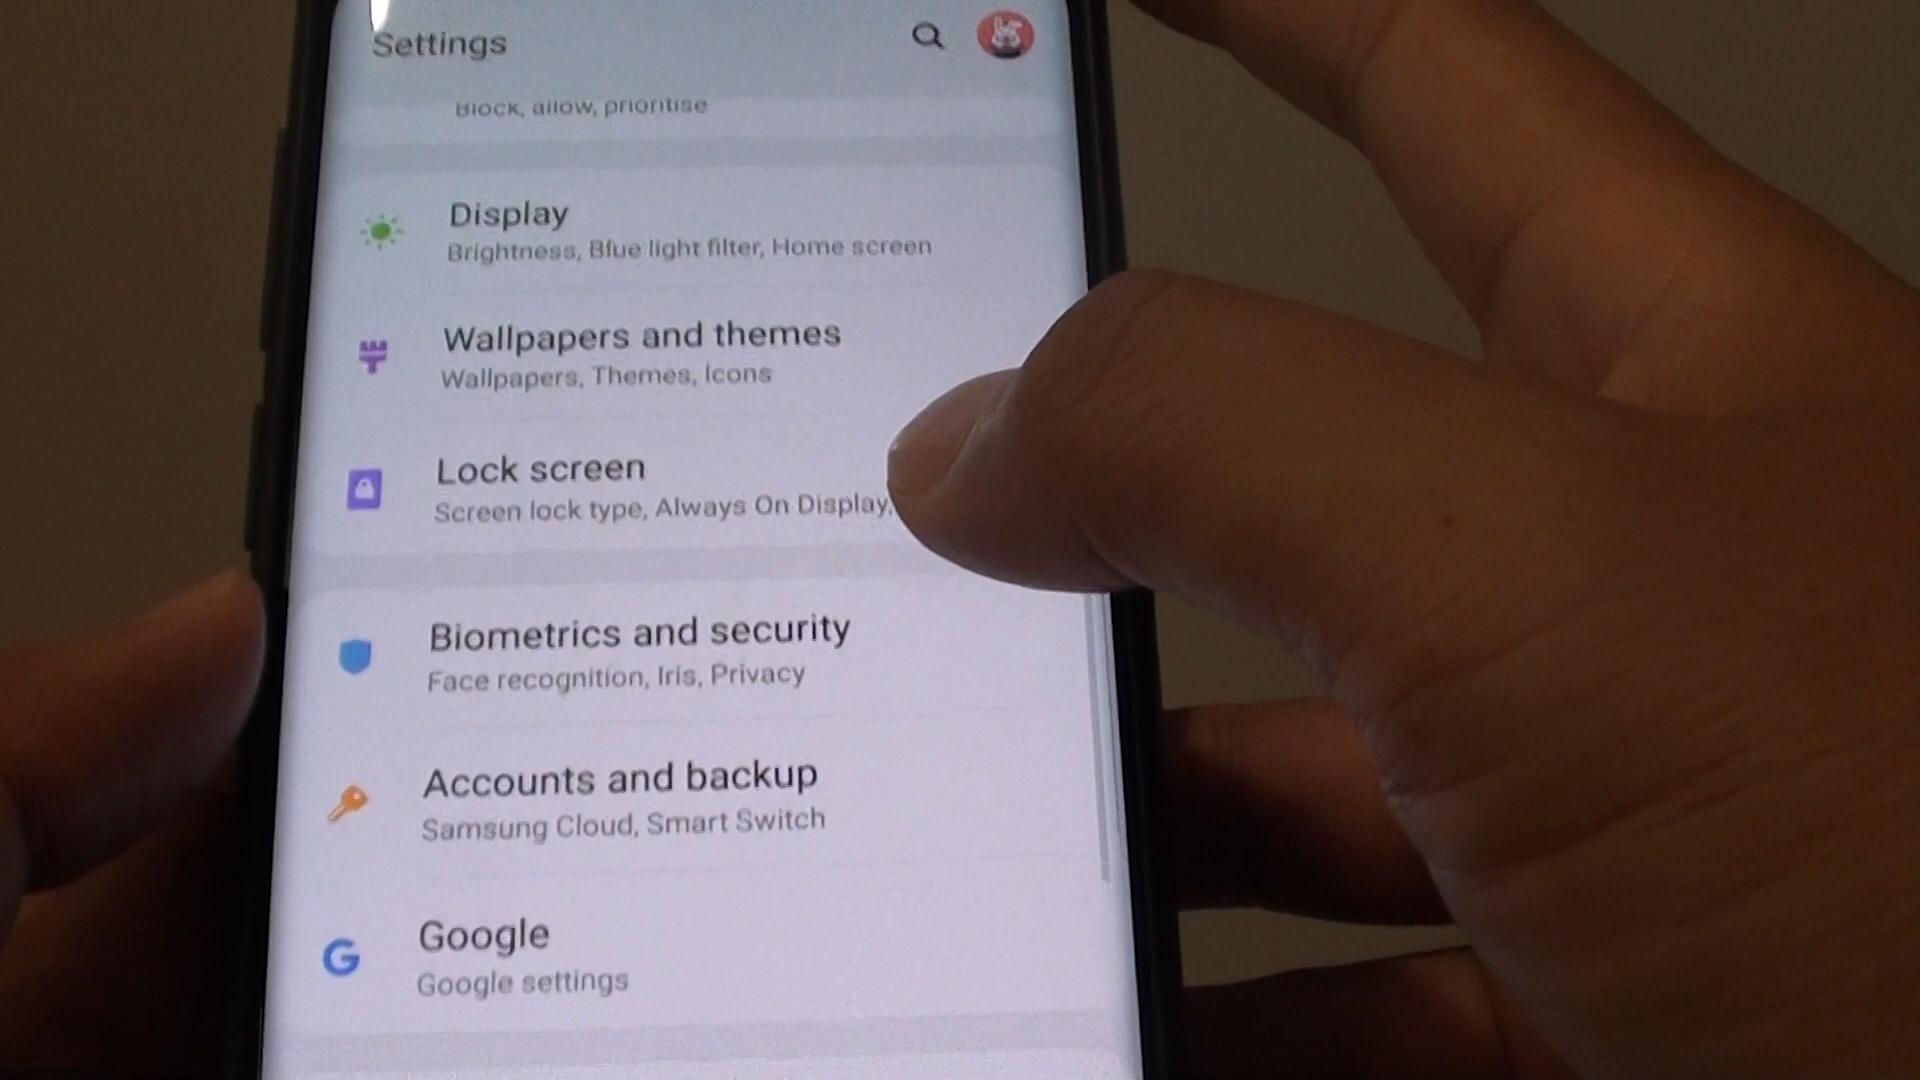 Settings
Block, allow, prioritise
Display
Brightness, Blue light filter, Home screen
Wallpapers and themes
Wallpapers, Themes, Icons
Lock screen
Screen lock type, Always On Display,
Biometrics and security
Face recognition, Iris, Privacy
Accounts and backup
Samsung Cloud, Smart Switch
G
Google
Google settings